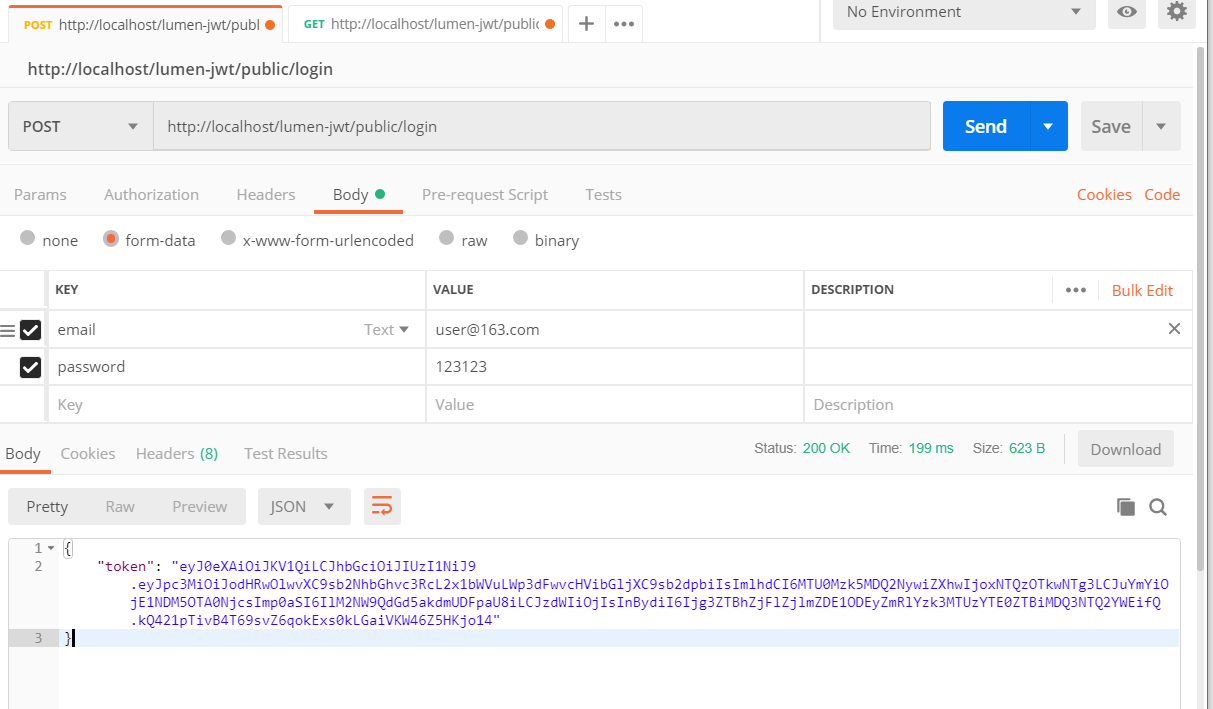 POST http://localhost/lumen-jwt/publ GET http://localhost/lumen-jwt/public No Environment
http://localhost/lumen-jwt/public/login
POST http://localhost/lumen-jwt/public/login Send Save
Params Authorization Headers Body Pre-request Script Tests Cookies Code
none form-data x-www-form-urlencoded raw binary
KEY VALUE DESCRIPTION Bulk Edit
email Text user@163.com
password 123123
Key Value Description
Body Cookies Headers (8) Test Results Status: 200 OK Time: 199 ms Size: 623 B Download
Pretty Raw Preview JSON
1 {
2 "token": "eyJ0eXAiOiJKV1QiLCJhbGciOiJIUzI1NiJ9
.eyJpc3MiOiJodHRwOlwvXC9sb2NhbGhvc3RcL2x1bWVuLWp3dFwvcHVibGljXC9sb2dpbiIsImlhdCI6MTU0Mzk5MDQ2NywiZXhwIjoxNTQzOTkwNTg3LCJuYmYiO
jE1NDM5OTA0NjcsImp0aSI6IlM2NW9QdGd5akdmUDFpaU8iLCJzdWIiOjIsInBydiI6Ijg3ZTBhZjFlZjlmZDE1ODEyZmRlYzk3MTUzYTE0ZTBiMDQ3NTQ2YWEifQ
.kQ421pTivB4T69svZ6qokExs0kLGaiVKW46Z5HKjo14"
3 }